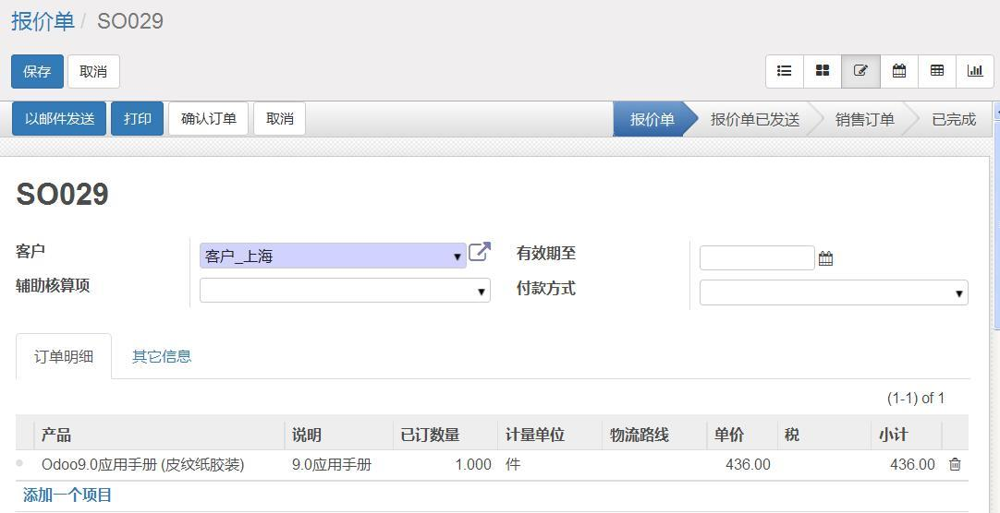 报价单 / SO029
保存 取消
以邮件发送 打印 确认订单 取消 报价单 报价单已发送 销售订单 已完成
SO029
客户 客户_上海 有效期至
辅助核算项 付款方式
订单明细 其它信息
(1-1) of 1
产品 说明 已订数量 计量单位 物流路线 单价 税 小计
Odoo9.0应用手册 (皮纹纸胶装) 9.0应用手册 1.000 件 436.00 436.00
添加一个项目